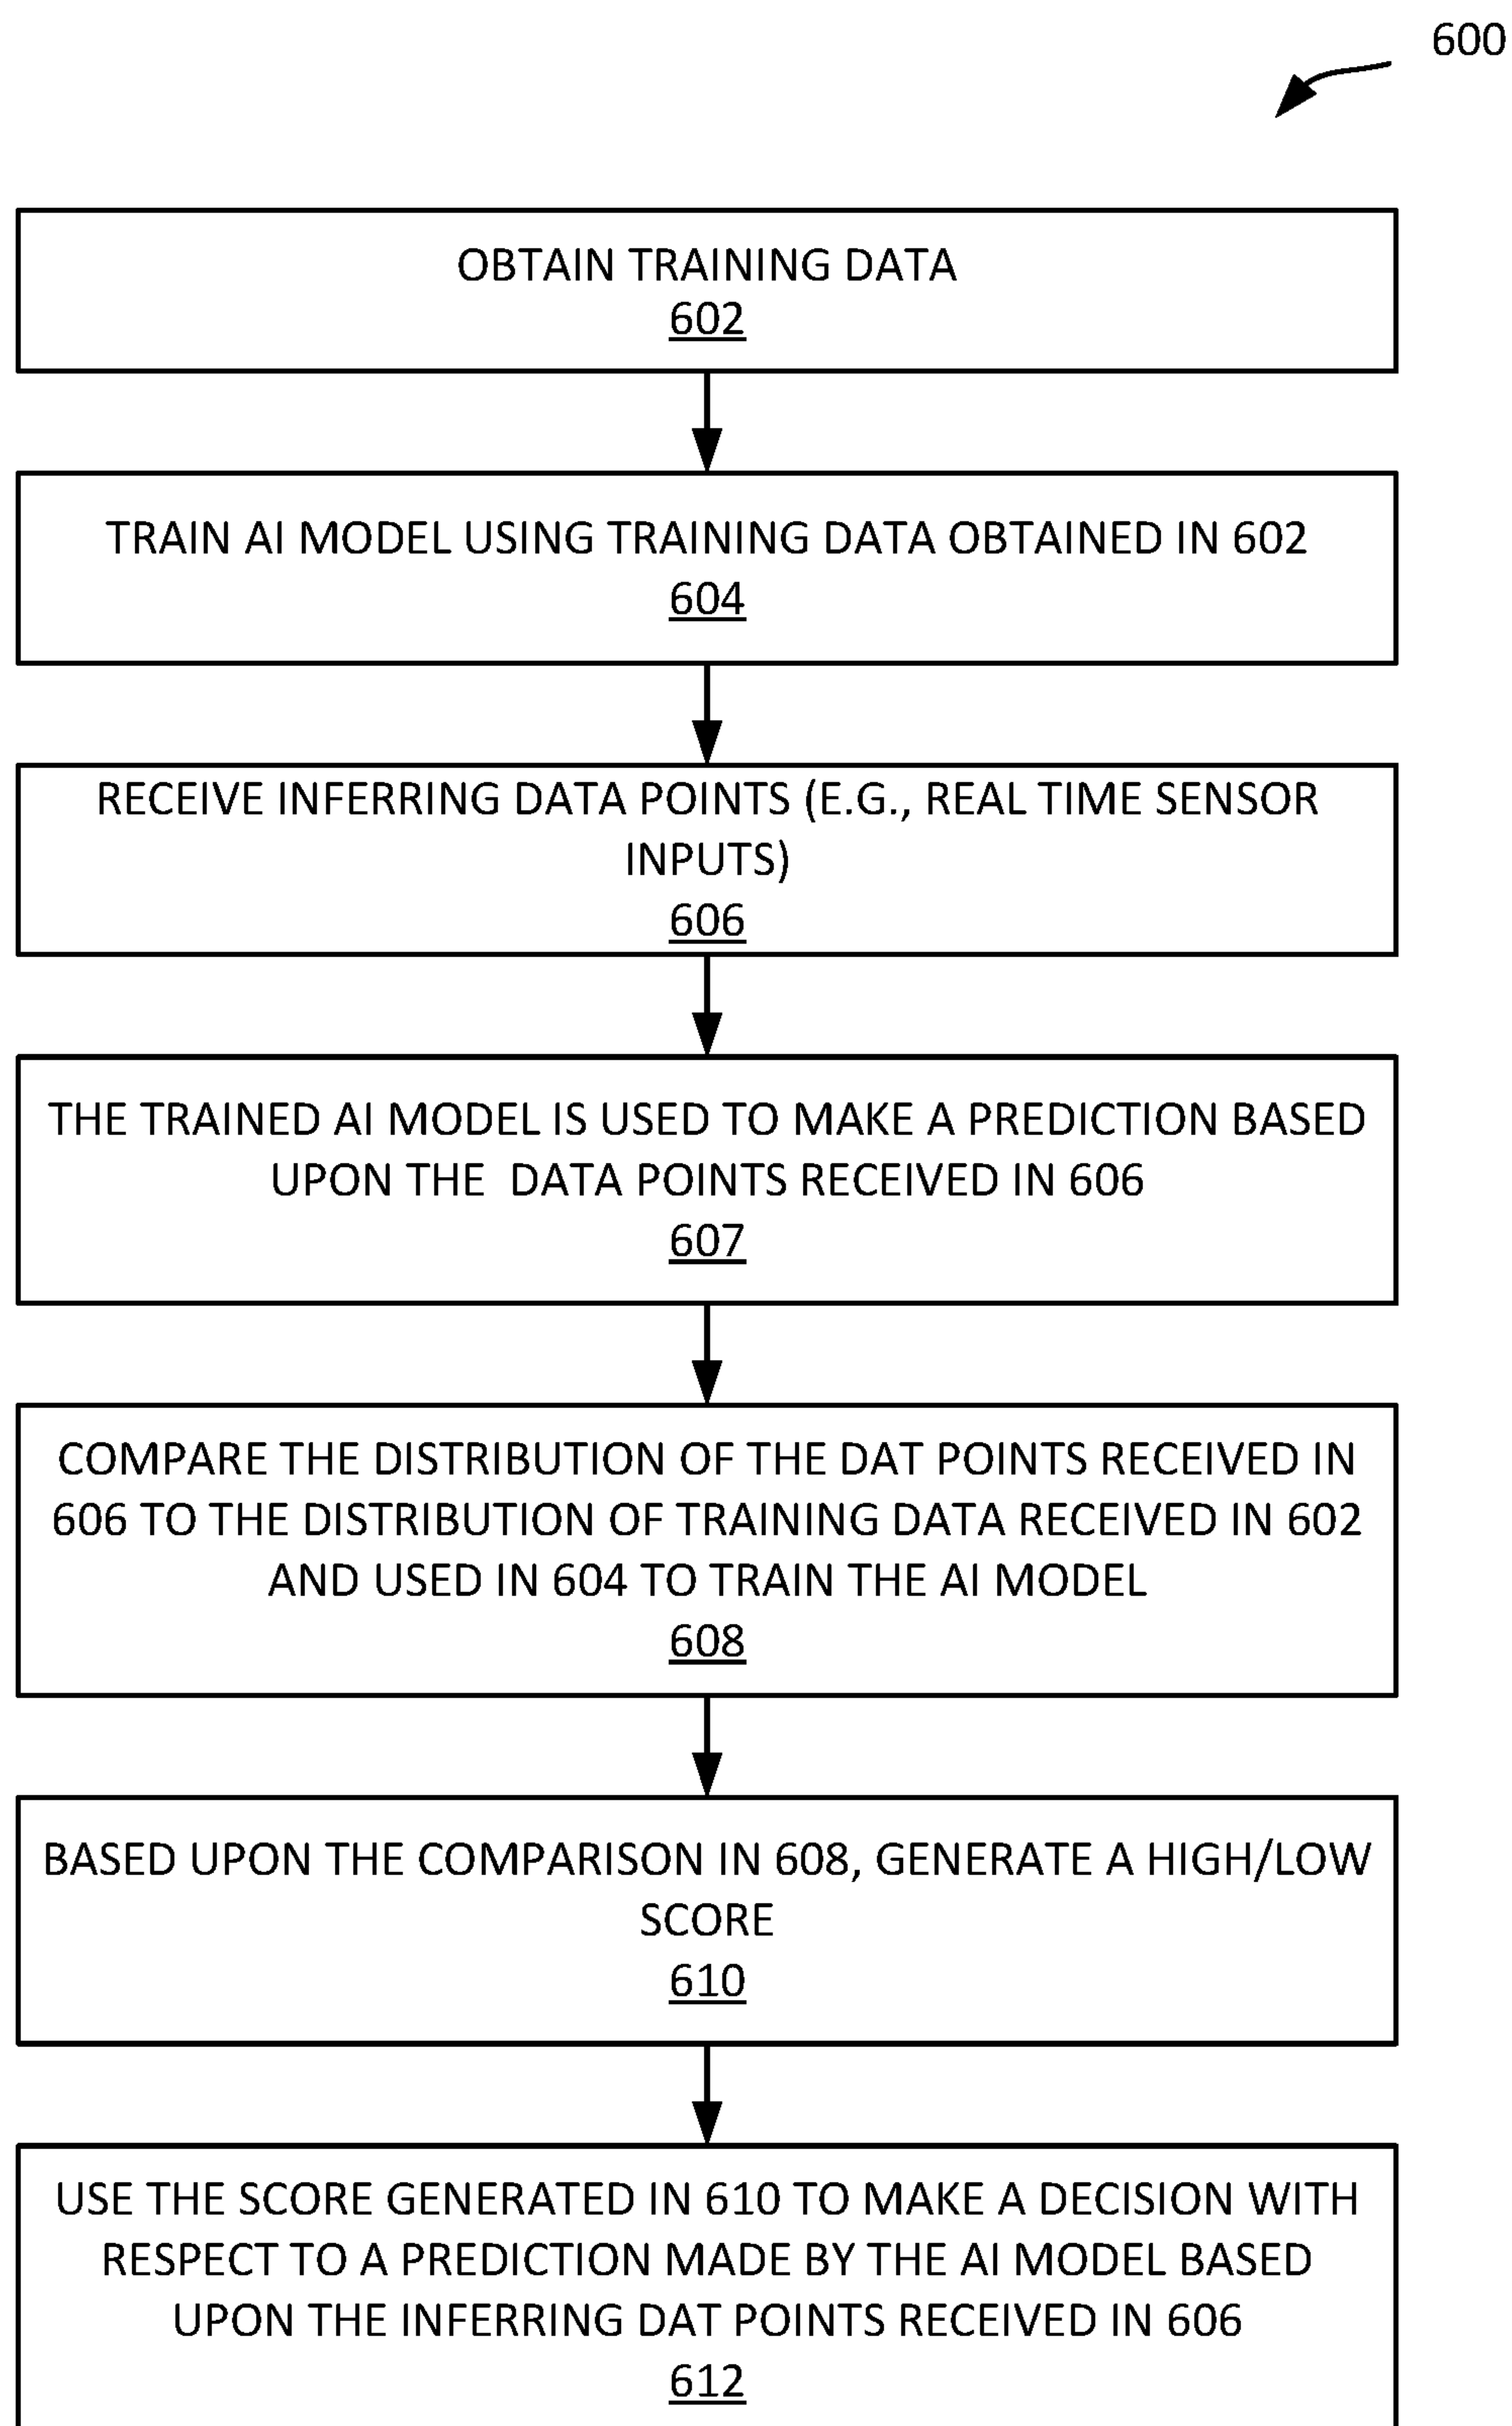 600
OBTAIN TRAINING DATA
602
TRAIN AI MODEL USING TRAINING DATA OBTAINED IN 602
604
RECEIVE INFERRING DATA POINTS (E.G., REAL TIME SENSOR
INPUTS)
606
THE TRAINED AI MODEL IS USED TO MAKE A PREDICTION BASED
UPON THE  DATA POINTS RECEIVED IN 606
607
COMPARE THE DISTRIBUTION OF THE DAT POINTS RECEIVED IN
606 TO THE DISTRIBUTION OF TRAINING DATA RECEIVED IN 602
AND USED IN 604 TO TRAIN THE AI MODEL
608
BASED UPON THE COMPARISON IN 608, GENERATE A HIGH/LOW
SCORE
610
USE THE SCORE GENERATED IN 610 TO MAKE A DECISION WITH
RESPECT TO A PREDICTION MADE BY THE AI MODEL BASED
UPON THE INFERRING DAT POINTS RECEIVED IN 606
612